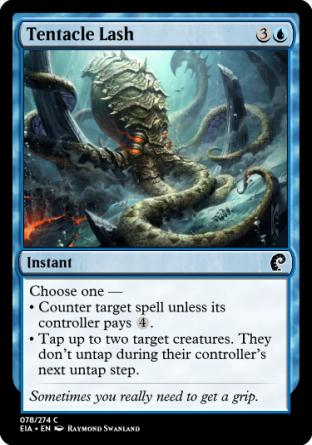 Tentacle Lash 3
Instant
Choose one —
• Counter target spell unless its
controller pays 4.
• Tap up to two target creatures. They
don't untap during their controller's
next untap step.
Sometimes you really need to get a grip.
078/274 C
EIA • EN Raymond Swanland